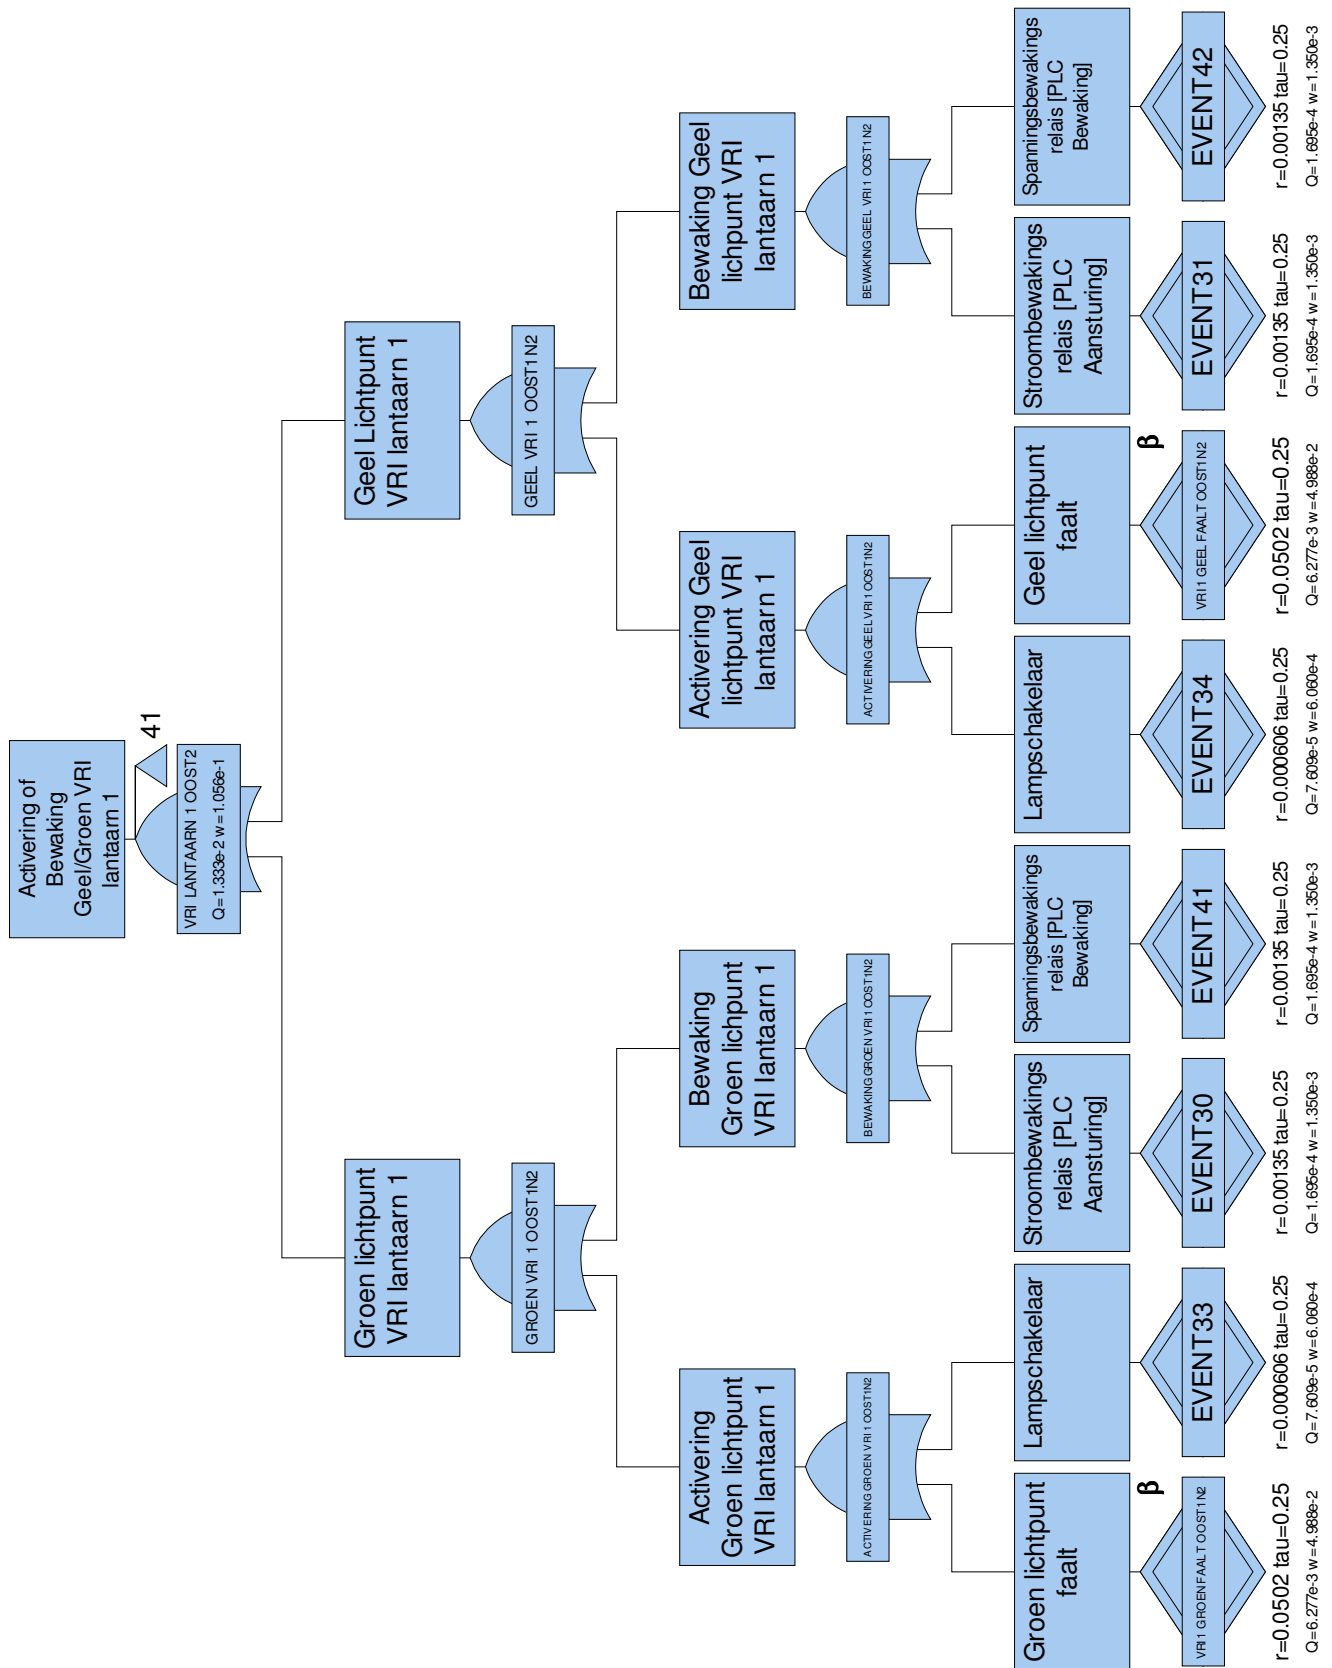 Activering of
Bewaking
Geel/Groen VRI
lantaarn 1
41
VRI LANTAARN 1 OOST2
Q=1.333e-2 w=1.056e-1
Groen lichtpunt
VRI lantaarn 1
GROEN VRI 1 OOST1N2
Geel Lichtpunt
VRI lantaarn 1
GEEL VRI 1 OOST1N2
Activering
Groen lichtpunt
VRI lantaarn 1
ACTIVERING GROEN VRI 1 OOST1N2
Bewaking
Groen lichpunt
VRI lantaarn 1
BEWAKING GROEN VRI 1 OOST1N2
Activering Geel
lichtpunt VRI
lantaarn 1
ACTIVERING GEEL VRI 1 OOST1N2
Bewaking Geel
lichpunt VRI
lantaarn 1
BEWAKING GEEL VRI 1 OOST1N2
Groen lichtpunt
faalt
β
VRI 1 GROEN FAALT OOST1N2
r=0.0502 tau=0.25
Q=6.277e-3 w=4.988e-2
Lampschakelaar
EVENT33
r=0.000606 tau=0.25
Q=7.609e-5 w=6.060e-4
Stroombewakings
relais [PLC
Aansturing]
EVENT30
r=0.00135 tau=0.25
Q=1.695e-4 w=1.350e-3
Spanningsbewakings
relais [PLC
Bewaking]
EVENT41
r=0.00135 tau=0.25
Q=1.695e-4 w=1.350e-3
Lampschakelaar
EVENT34
r=0.000606 tau=0.25
Q=7.609e-5 w=6.060e-4
Geel lichtpunt
faalt
β
VRI 1 GEEL FAALT OOST1N2
r=0.0502 tau=0.25
Q=6.277e-3 w=4.988e-2
Stroombewakings
relais [PLC
Aansturing]
EVENT31
r=0.00135 tau=0.25
Q=1.695e-4 w=1.350e-3
Spanningsbewakings
relais [PLC
Bewaking]
EVENT42
r=0.00135 tau=0.25
Q=1.695e-4 w=1.350e-3